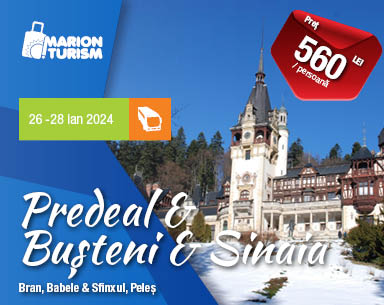 MARION
TURISM
Preț
560 LEI
/ persoană
26 -28 Ian 2024
Predeal &
Bușteni & Sinaia
Bran, Babele & Sfinxul, Peleș